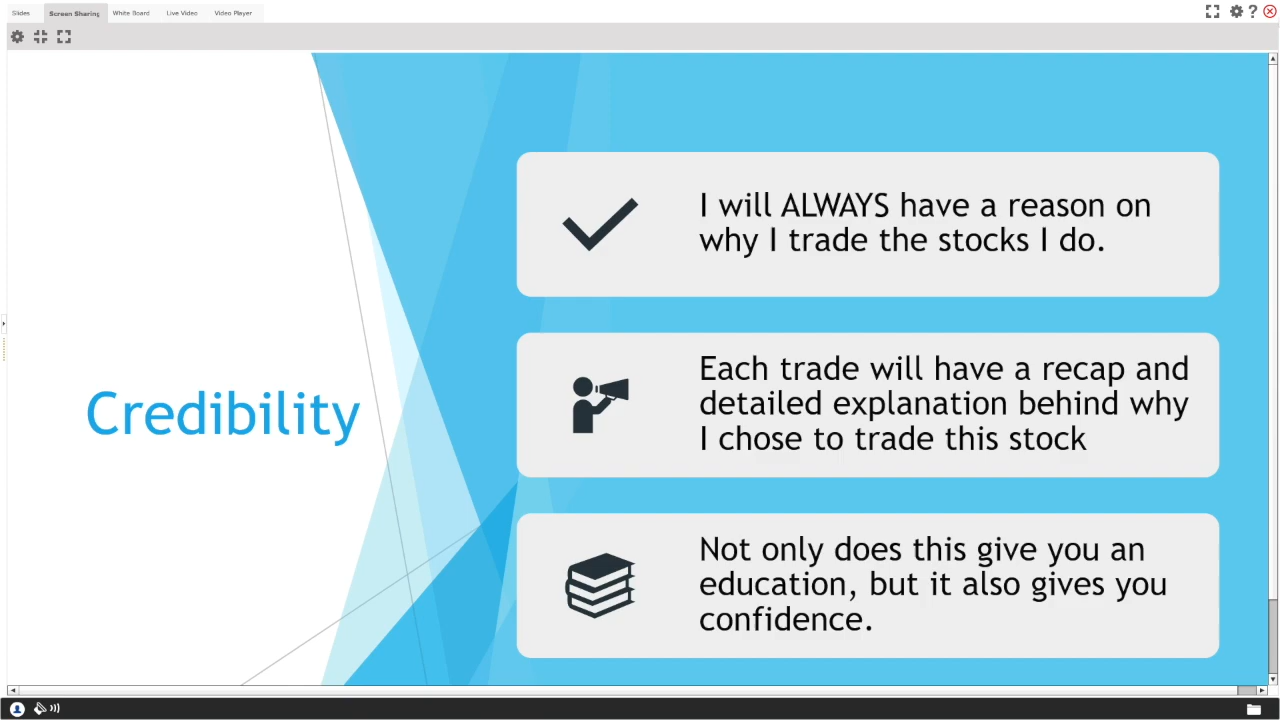 Slides Screen Sharing White Board Live Video Video Player
Credibility
I will ALWAYS have a reason on
why I trade the stocks I do.
Each trade will have a recap and
detailed explanation behind why
I chose to trade this stock
Not only does this give you an
education, but it also gives you
confidence.